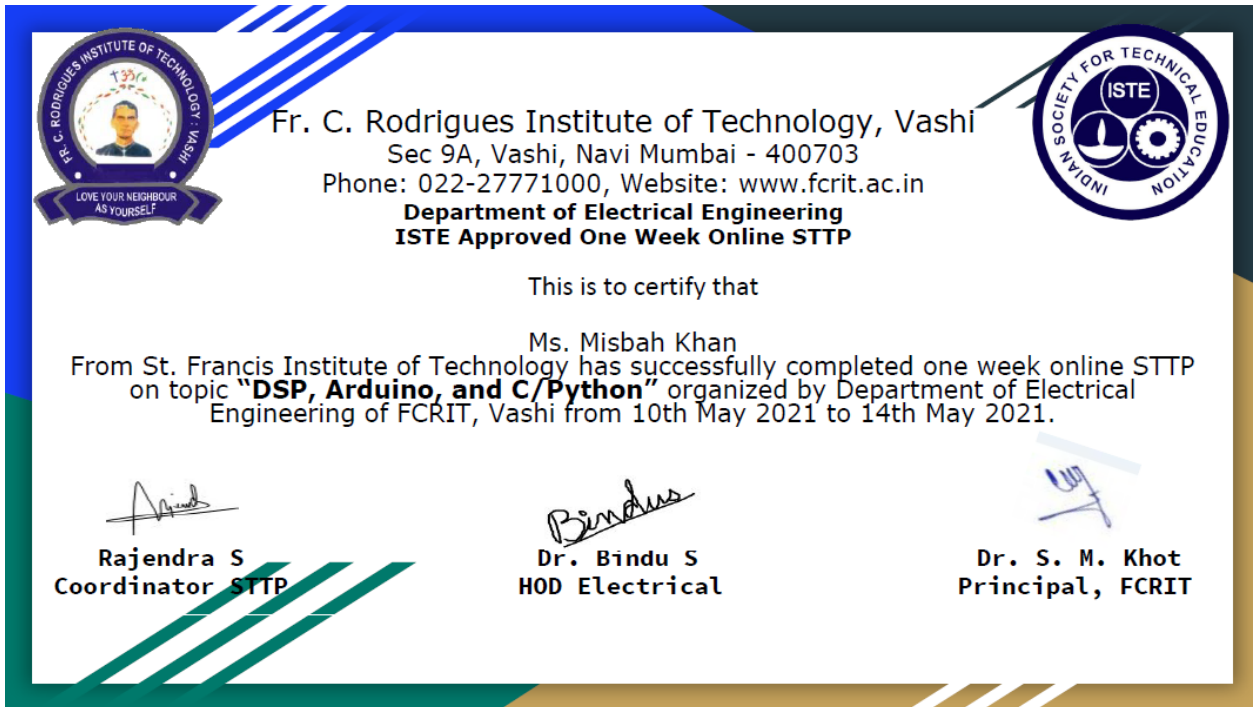 FR. C. RODRIGUES INSTITUTE OF TECHNOLOGY : VASHI
LOVE YOUR NEIGHBOUR
AS YOURSELF
INDIAN SOCIETY FOR TECHNICAL EDUCATION
ISTE
Fr. C. Rodrigues Institute of Technology, Vashi
Sec 9A, Vashi, Navi Mumbai - 400703
Phone: 022-27771000, Website: www.fcrit.ac.in
Department of Electrical Engineering
ISTE Approved One Week Online STTP
This is to certify that
Ms. Misbah Khan
From St. Francis Institute of Technology has successfully completed one week online STTP
on topic “DSP, Arduino, and C/Python” organized by Department of Electrical
Engineering of FCRIT, Vashi from 10th May 2021 to 14th May 2021.
Bindus
Rajendra S
Coordinator STTP
Dr. Bindu S
HOD Electrical
Dr. S. M. Khot
Principal, FCRIT